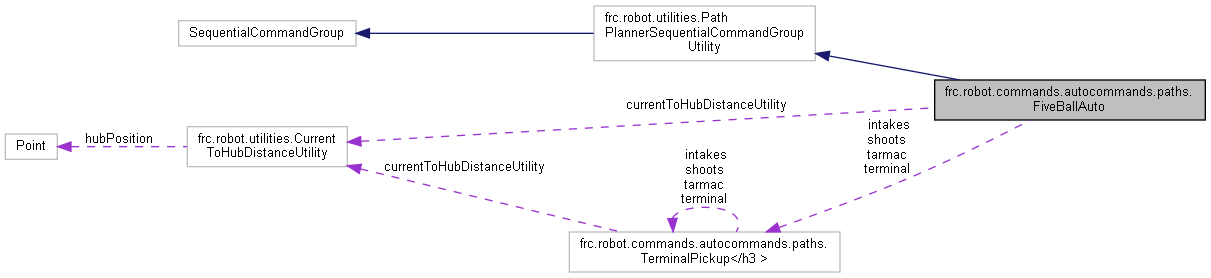 SequentialCommandGroup
frc.robot.utilities.Path
PlannerSequentialCommandGroup
Utility
frc.robot.commands.autocommands.paths.
FiveBallAuto
currentToHubDistanceUtility
intakes
shoots
tarmac
terminal
Point
hubPosition
frc.robot.utilities.Current
ToHubDistanceUtility
currentToHubDistanceUtility
intakes
shoots
tarmac
terminal
frc.robot.commands.autocommands.paths.
TerminalPickup</h3 >